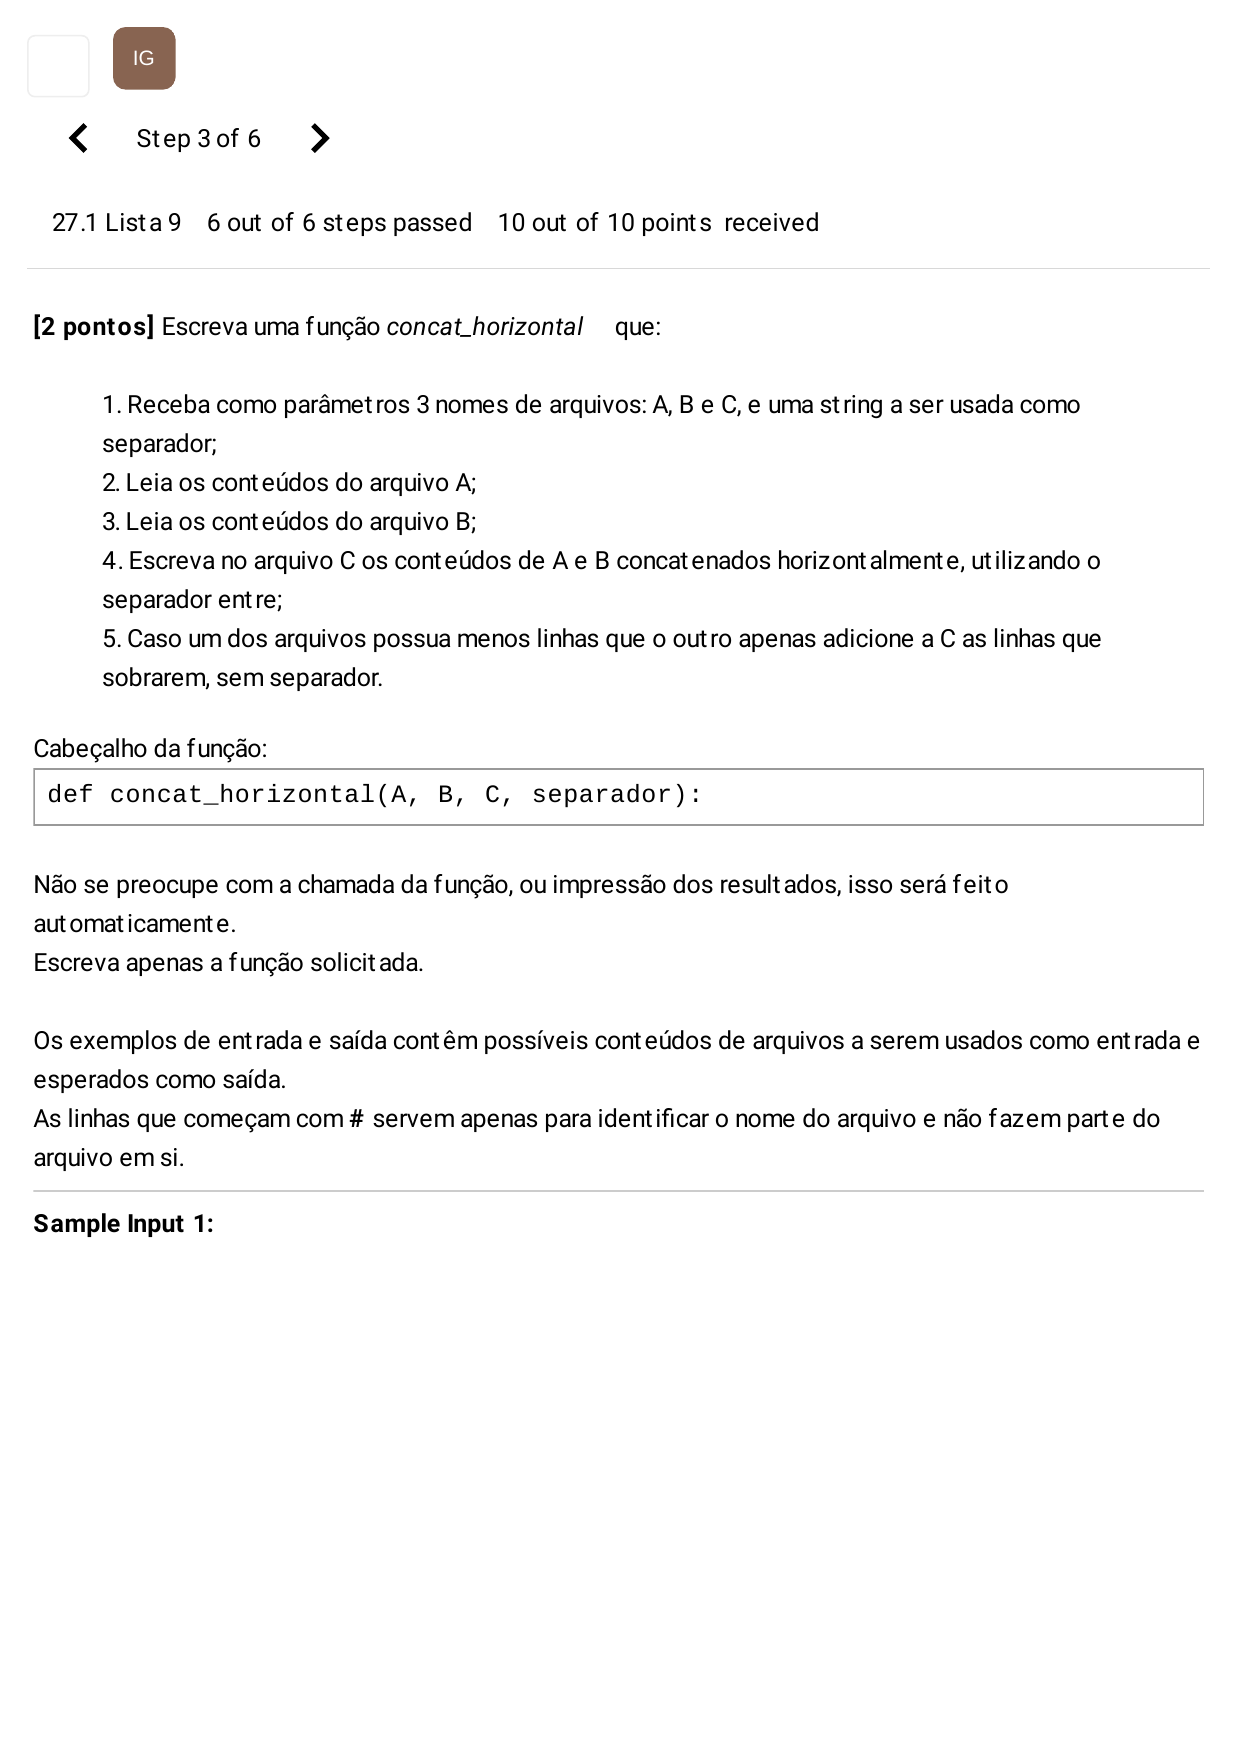 IG
Step 3 of 6
27.1 Lista 9 6 out of 6 steps passed 10 out of 10 points received
[2 pontos] Escreva uma função concat_horizontal que:
1. Receba como parâmetros 3 nomes de arquivos: A, B e C, e uma string a ser usada como
separador;
2. Leia os conteúdos do arquivo A;
3. Leia os conteúdos do arquivo B;
4. Escreva no arquivo C os conteúdos de A e B concatenados horizontalmente, utilizando o
separador entre;
5. Caso um dos arquivos possua menos linhas que o outro apenas adicione a C as linhas que
sobrarem, sem separador.
Cabeçalho da função:
def concat_horizontal(A, B, C, separador):
Não se preocupe com a chamada da função, ou impressão dos resultados, isso será feito
automaticamente.
Escreva apenas a função solicitada.
Os exemplos de entrada e saída contêm possíveis conteúdos de arquivos a serem usados como entrada e
esperados como saída.
As linhas que começam com # servem apenas para identificar o nome do arquivo e não fazem parte do
arquivo em si.
Sample Input 1: